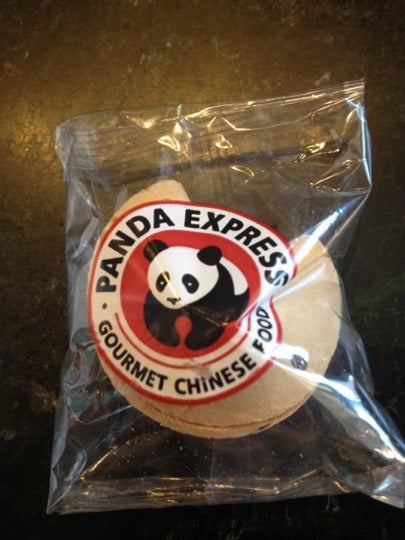 PANDA EXPRESS
GOURMET CHINESE FOOD